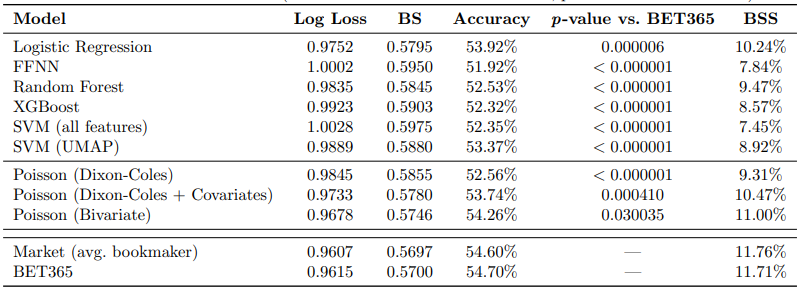 Model Log Loss BS Accuracy p-value vs. BET365 BSS
Logistic Regression 0.9752 0.5795 53.92% 0.000006 10.24%
FFNN 1.0002 0.5950 51.92% < 0.000001 7.84%
Random Forest 0.9835 0.5845 52.53% < 0.000001 9.47%
XGBoost 0.9923 0.5903 52.32% < 0.000001 8.57%
SVM (all features) 1.0028 0.5975 52.35% < 0.000001 7.45%
SVM (UMAP) 0.9889 0.5880 53.37% < 0.000001 8.92%
Poisson (Dixon-Coles) 0.9845 0.5855 52.56% < 0.000001 9.31%
Poisson (Dixon-Coles + Covariates) 0.9733 0.5780 53.74% 0.000410 10.47%
Poisson (Bivariate) 0.9678 0.5746 54.26% 0.030035 11.00%
Market (avg. bookmaker) 0.9607 0.5697 54.60% — 11.76%
BET365 0.9615 0.5700 54.70% — 11.71%